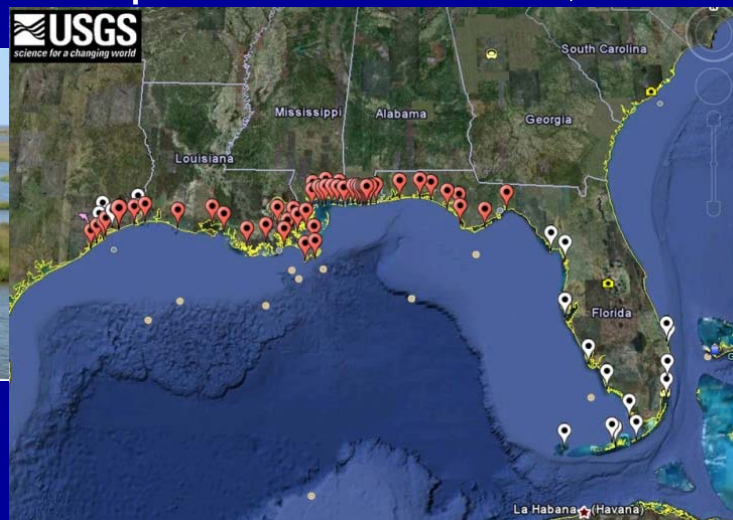 USGS
science for a changing world
South Carolina
Mississippi
Alabama
Georgia
Louisiana
Florida
La Habana (Havana)